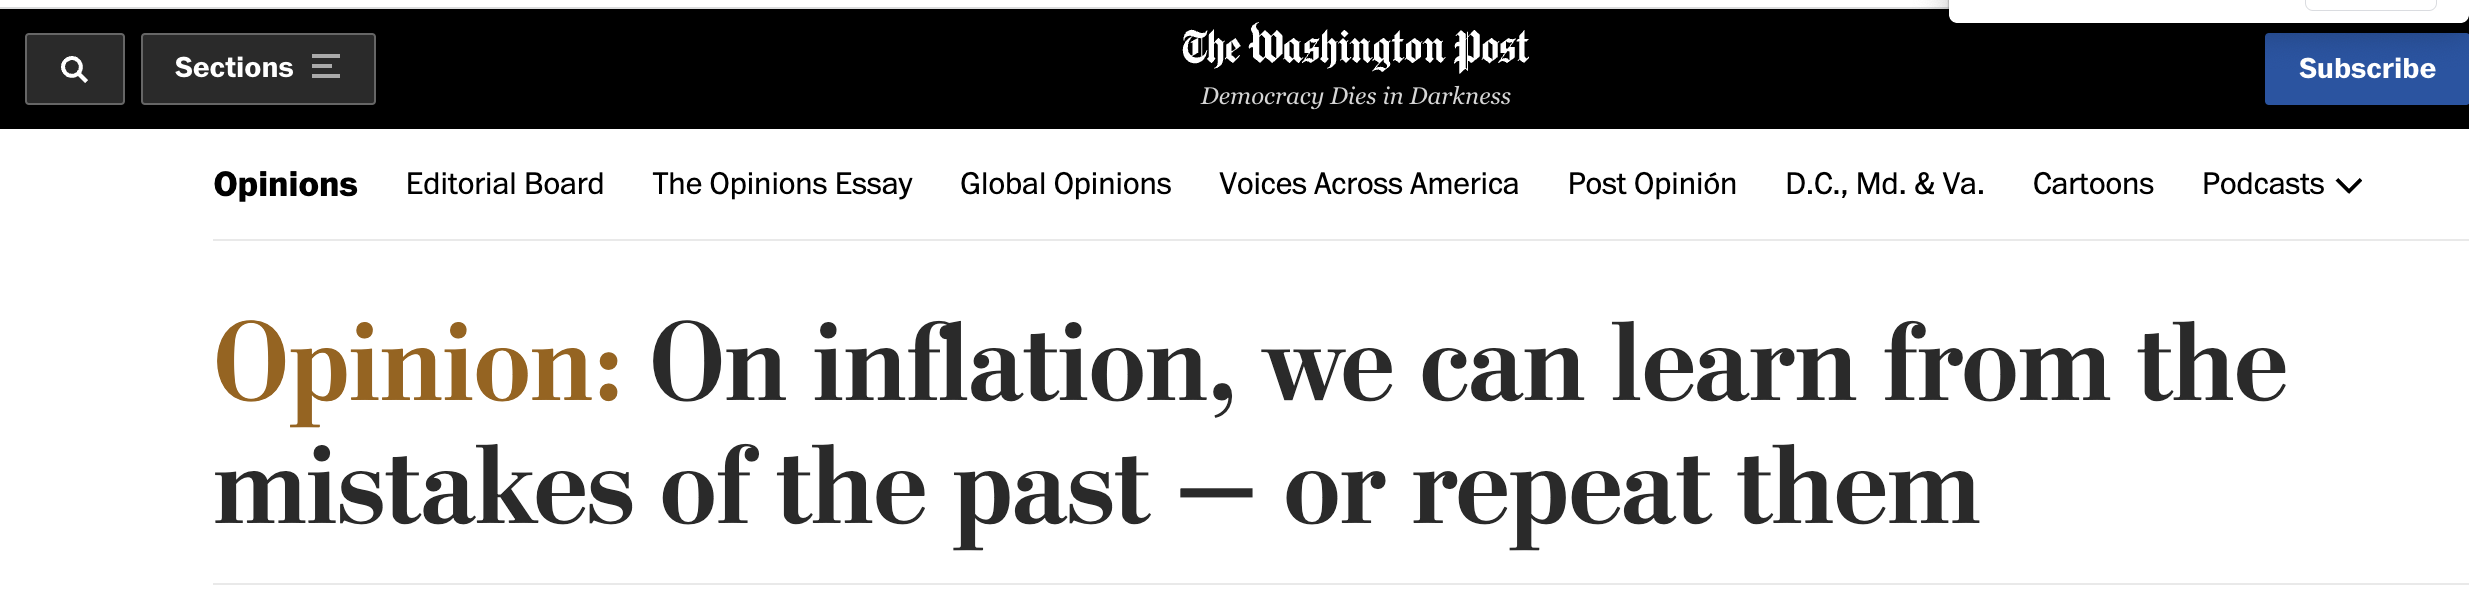 Sections
The Washington Post
Democracy Dies in Darkness
Subscribe
Opinions Editorial Board The Opinions Essay Global Opinions Voices Across America Post Opinión D.C., Md. & Va. Cartoons Podcasts
Opinion: On inflation, we can learn from the
mistakes of the past — or repeat them